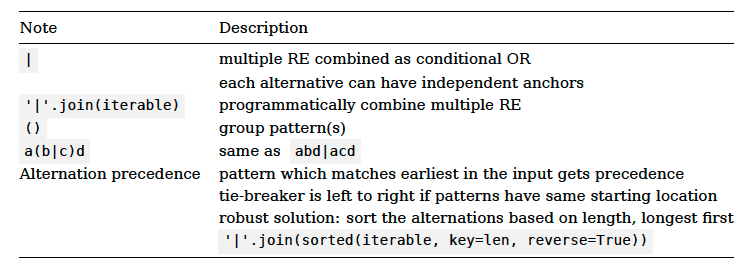 Note Description
| multiple RE combined as conditional OR
each alternative can have independent anchors
'|'.join(iterable) programmatically combine multiple RE
() group pattern(s)
a(b|c)d same as abd|acd
Alternation precedence pattern which matches earliest in the input gets precedence
tie-breaker is left to right if patterns have same starting location
robust solution: sort the alternations based on length, longest first
'|'.join(sorted(iterable, key=len, reverse=True))